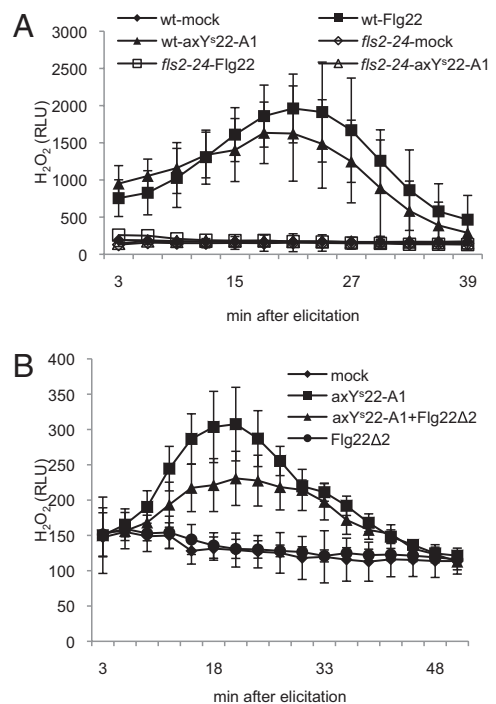 A
wt-mock wt-Flg22
wt-axYˢ22-A1 fls2-24-mock
fls2-24-Flg22 fls2-24-axYˢ22-A1
3000
2500
2000
1500
1000
500
0
H₂O₂ (RLU)
3 15 27 39
min after elicitation
B
mock
axYˢ22-A1
axYˢ22-A1+Flg22Δ2
Flg22Δ2
400
350
300
250
200
150
100
50
0
H₂O₂ (RLU)
3 18 33 48
min after elicitation